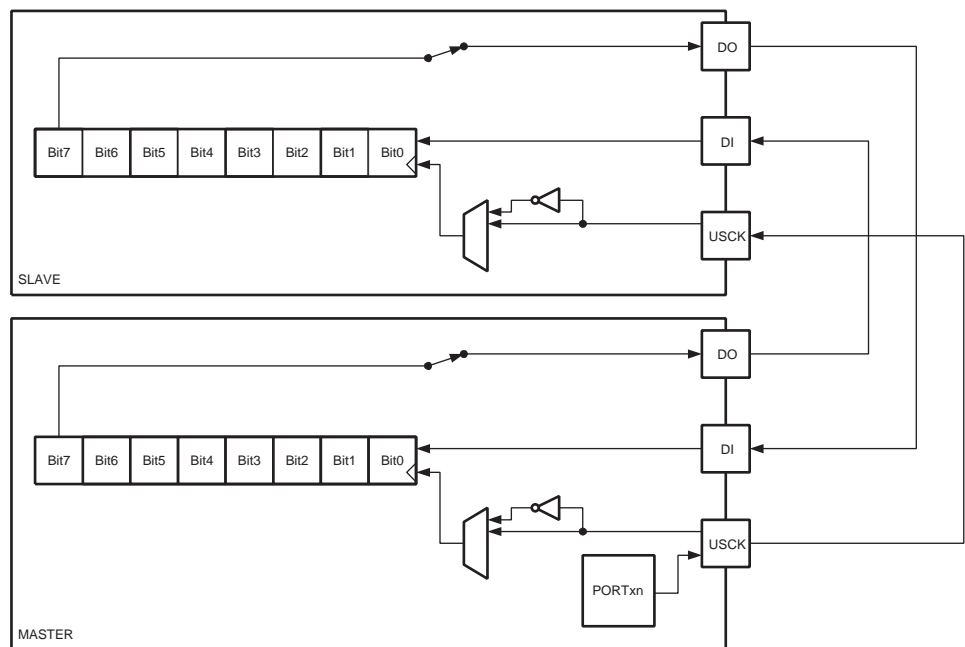 DO
Bit7 Bit6 Bit5 Bit4 Bit3 Bit2 Bit1 Bit0
DI
USCK
SLAVE
DO
Bit7 Bit6 Bit5 Bit4 Bit3 Bit2 Bit1 Bit0
DI
USCK
PORTxn
MASTER